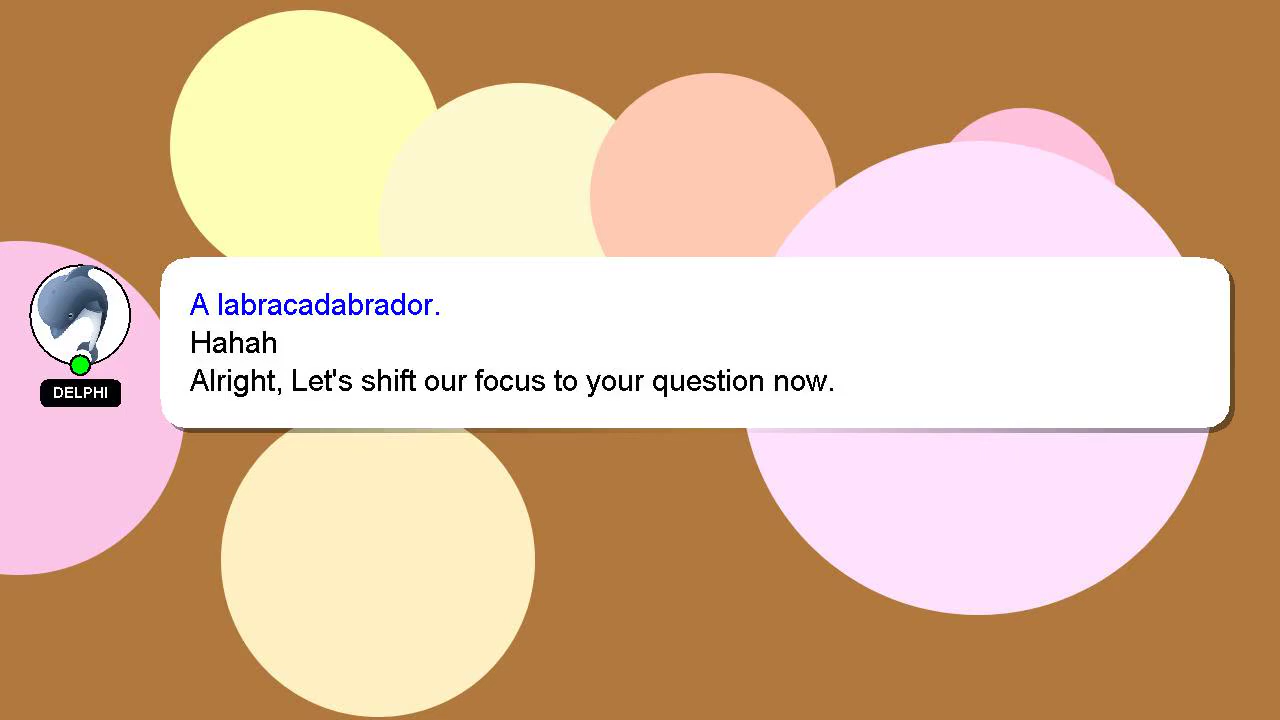 A labracadabrador.
Hahah
Alright, Let's shift our focus to your question now.
DELPHI